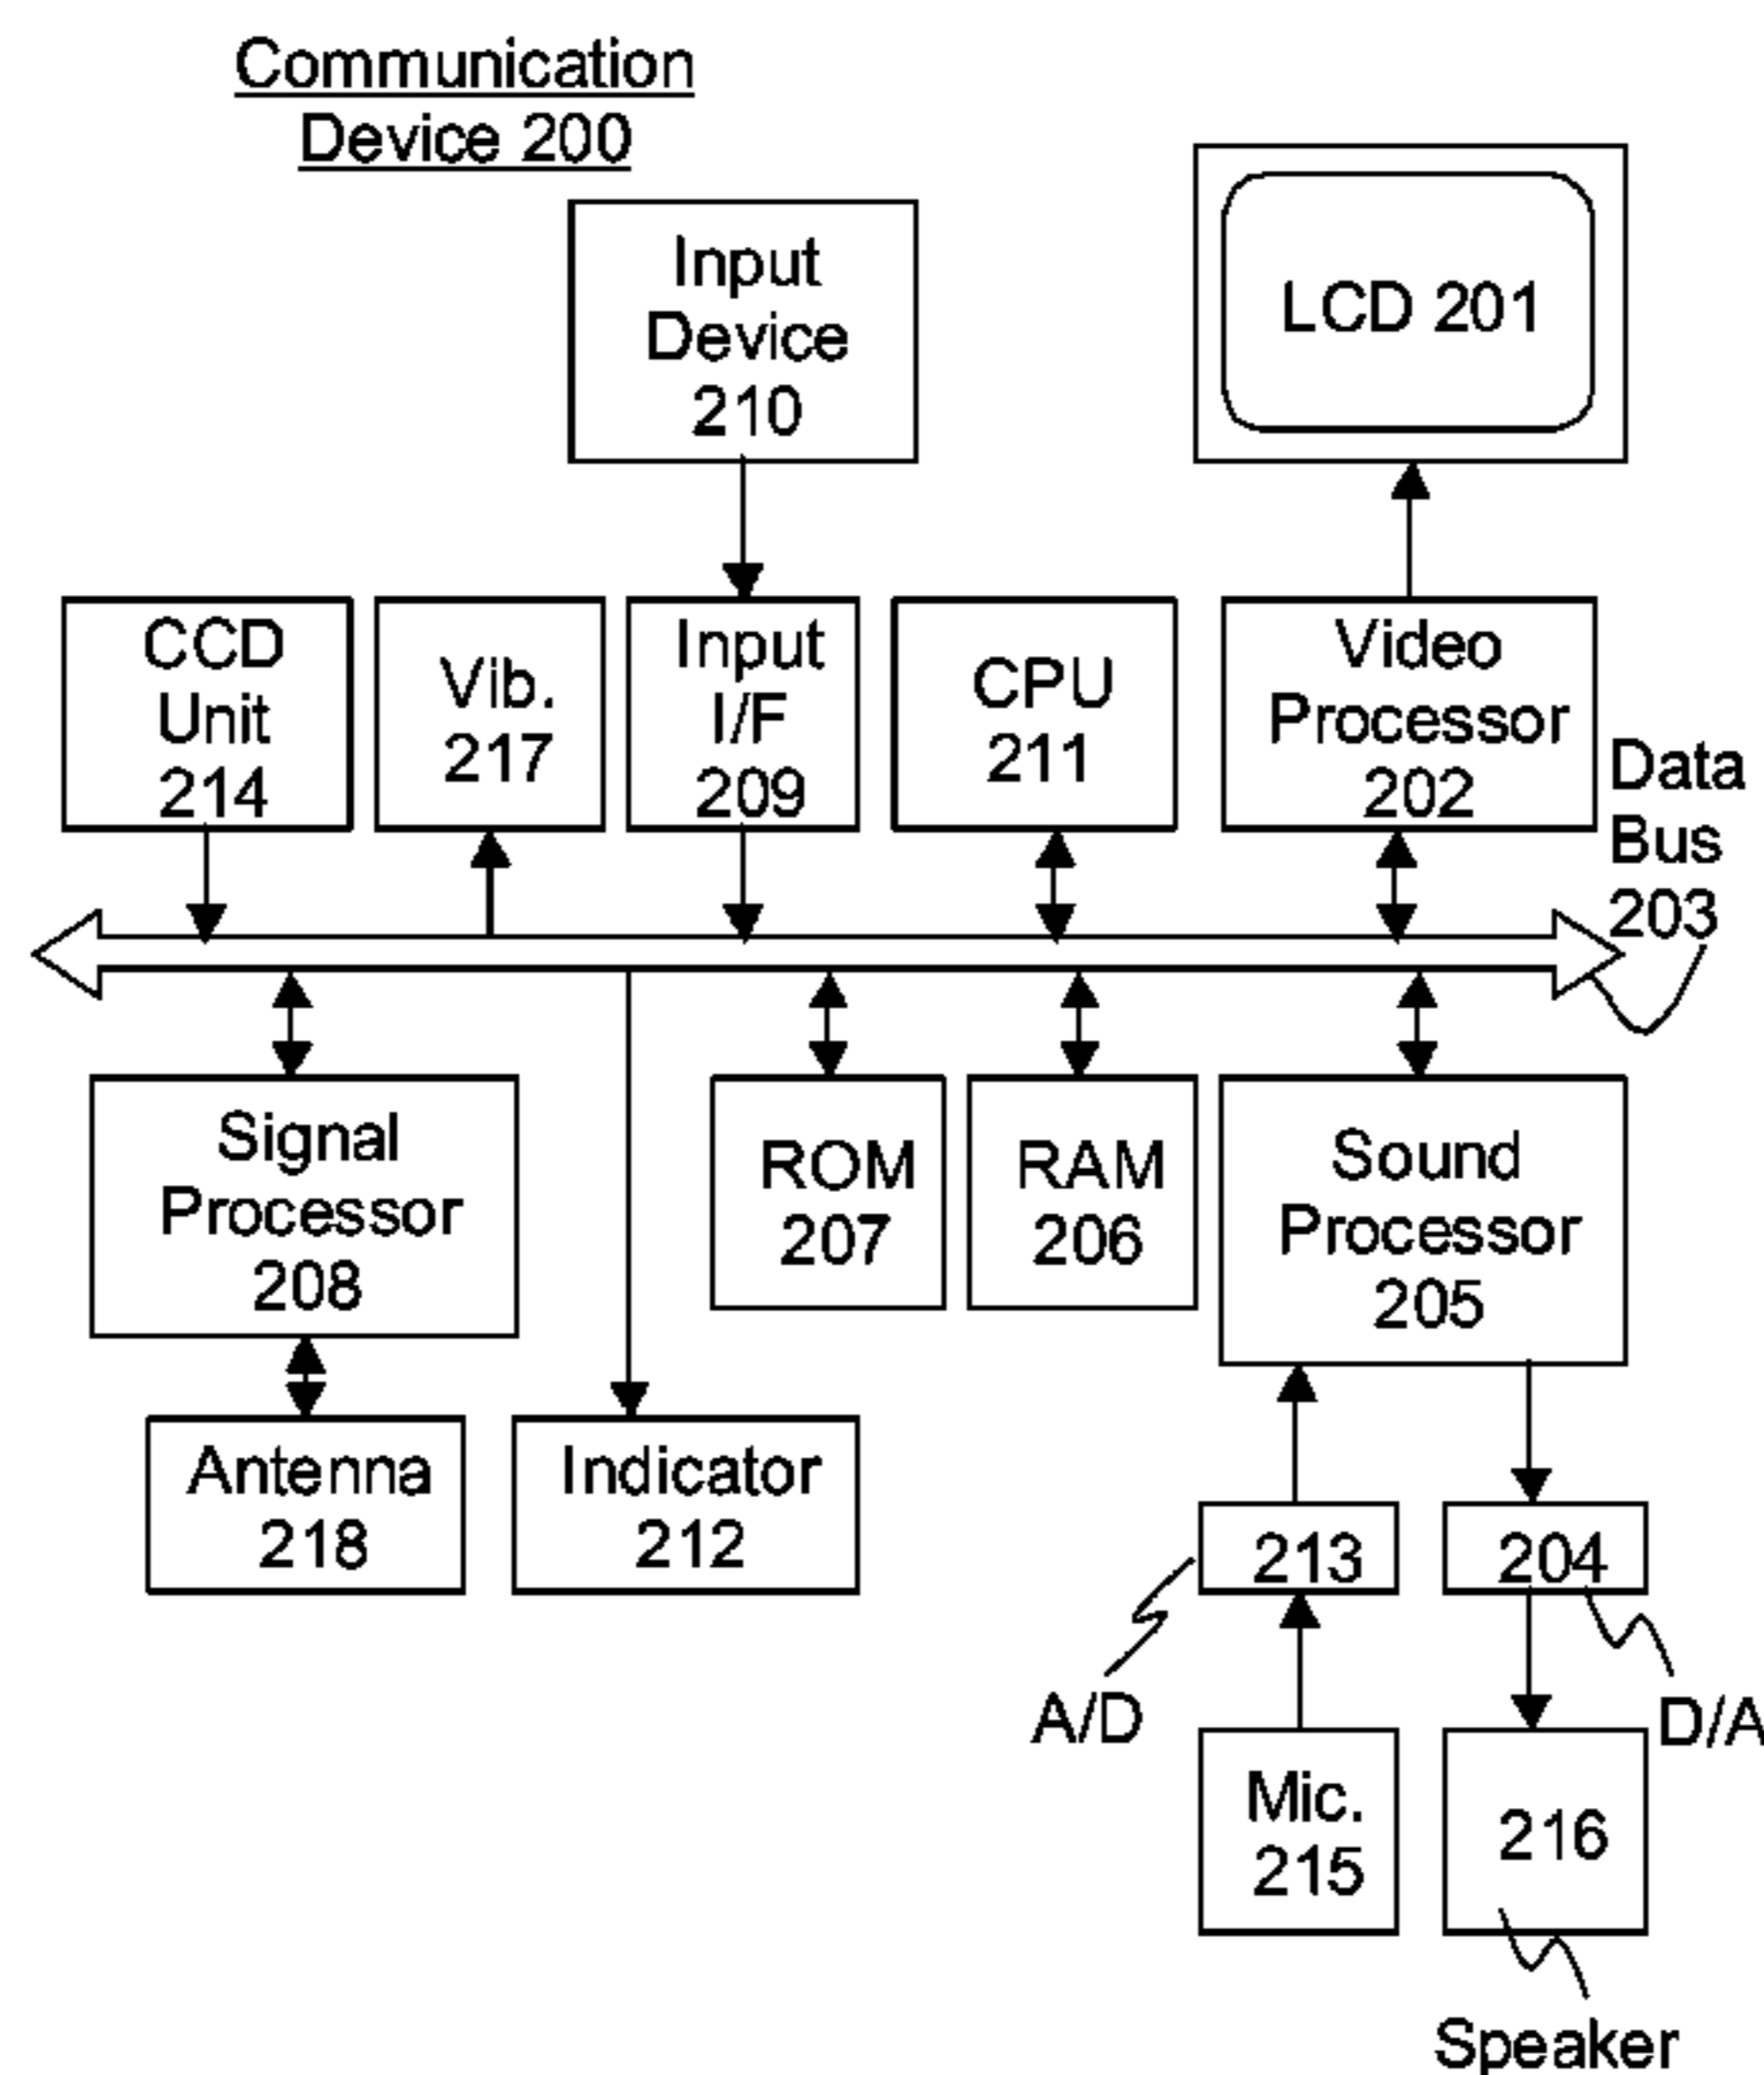 Communication
Device 200
Input
Device
210
LCD 201
CCD
Unit
214
Vib.
217
Input
I/F
209
CPU
211
Video
Processor
202
Data
Bus
203
Signal
Processor
208
ROM
207
RAM
206
Sound
Processor
205
Antenna
218
Indicator
212
213
204
A/D
D/A
Mic.
215
216
Speaker